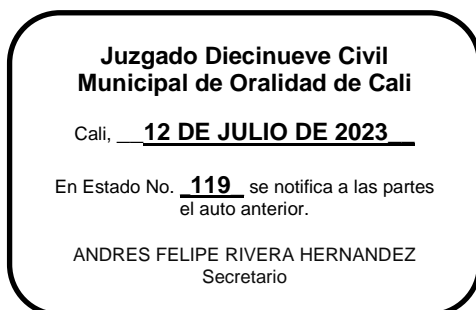 Juzgado Diecinueve Civil
Municipal de Oralidad de Cali
Cali, __12 DE JULIO DE 2023__
En Estado No. _119_ se notifica a las partes
el auto anterior.
ANDRES FELIPE RIVERA HERNANDEZ
Secretario